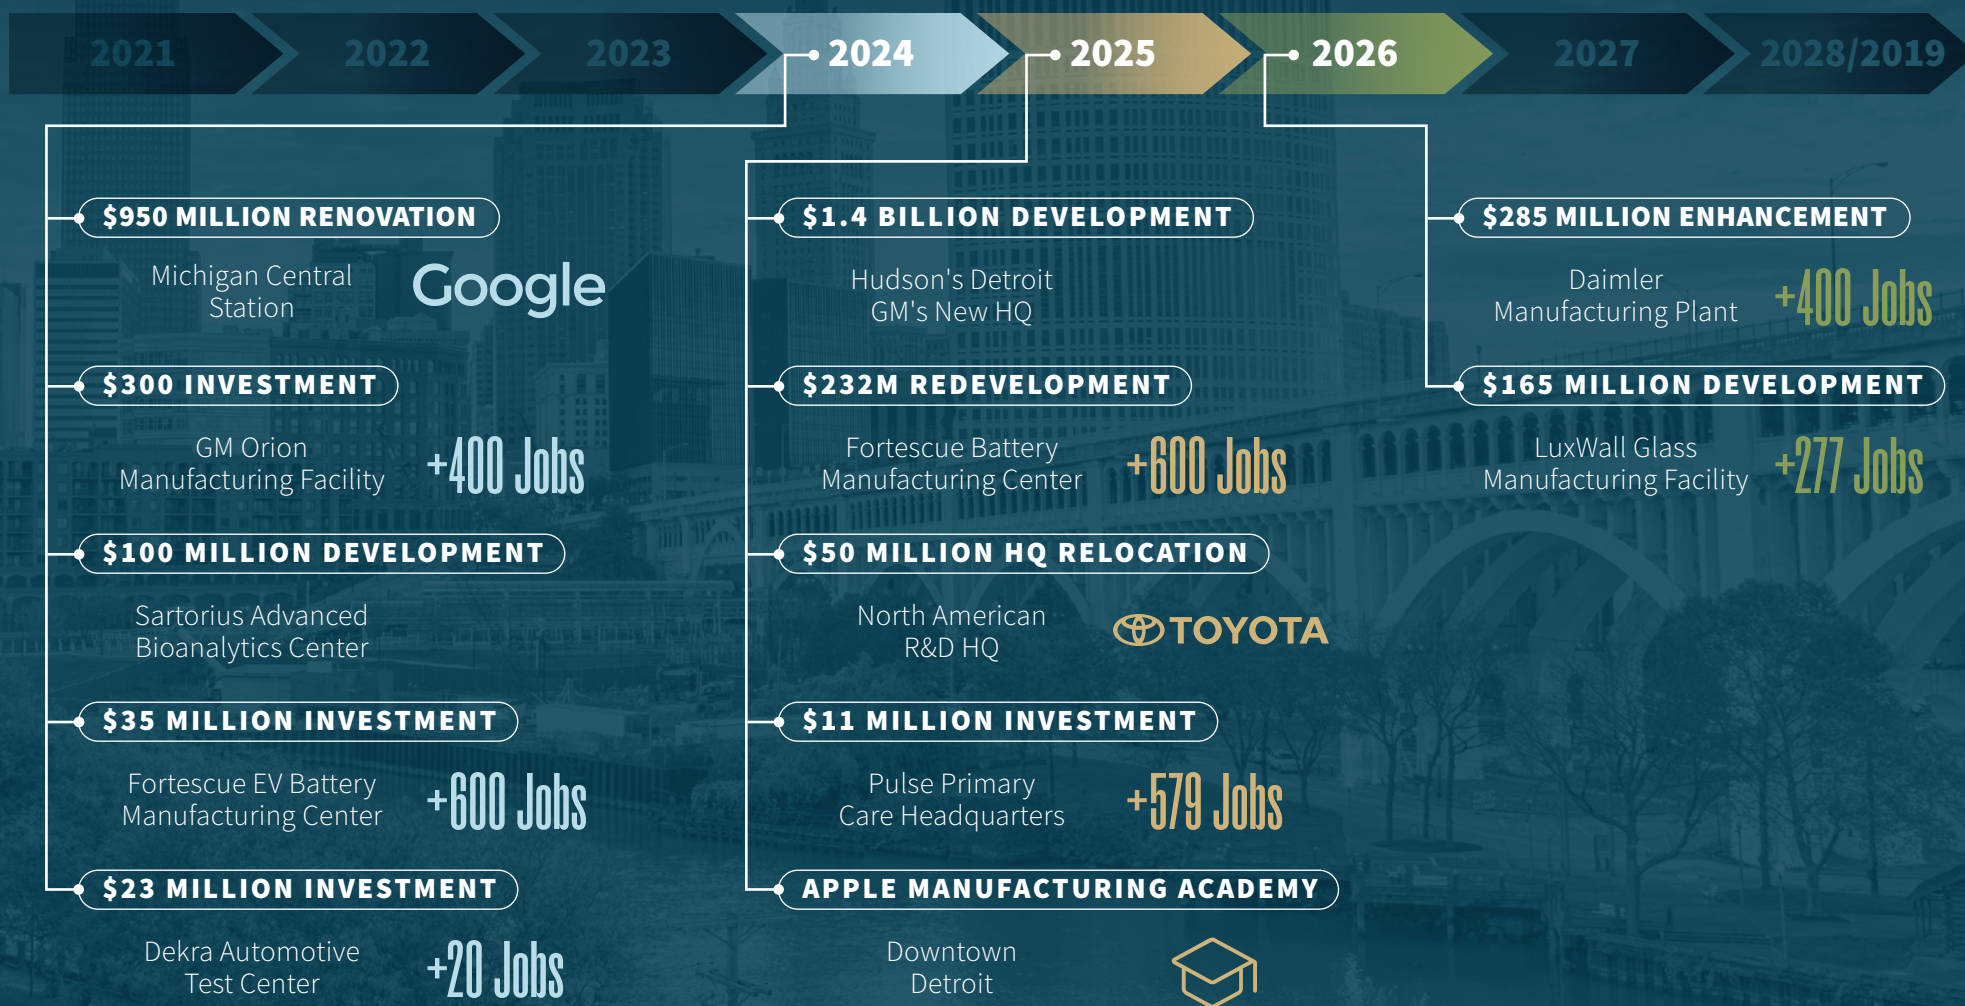 2021
2022
2023
2024
2025
2026
2027
2028/2019
$950 MILLION RENOVATION
Michigan Central
Station
Google
$300 INVESTMENT
GM Orion
Manufacturing Facility
+400 Jobs
$100 MILLION DEVELOPMENT
Sartorius Advanced
Bioanalytics Center
$35 MILLION INVESTMENT
Fortescue EV Battery
Manufacturing Center
+600 Jobs
$23 MILLION INVESTMENT
Dekra Automotive
Test Center
+20 Jobs
$1.4 BILLION DEVELOPMENT
Hudson's Detroit
GM's New HQ
$232M REDEVELOPMENT
Fortescue Battery
Manufacturing Center
+600 Jobs
$50 MILLION HQ RELOCATION
North American
R&D HQ
TOYOTA
$11 MILLION INVESTMENT
Pulse Primary
Care Headquarters
+579 Jobs
APPLE MANUFACTURING ACADEMY
Downtown
Detroit
$285 MILLION ENHANCEMENT
Daimler
Manufacturing Plant
+400 Jobs
$165 MILLION DEVELOPMENT
LuxWall Glass
Manufacturing Facility
+277 Jobs